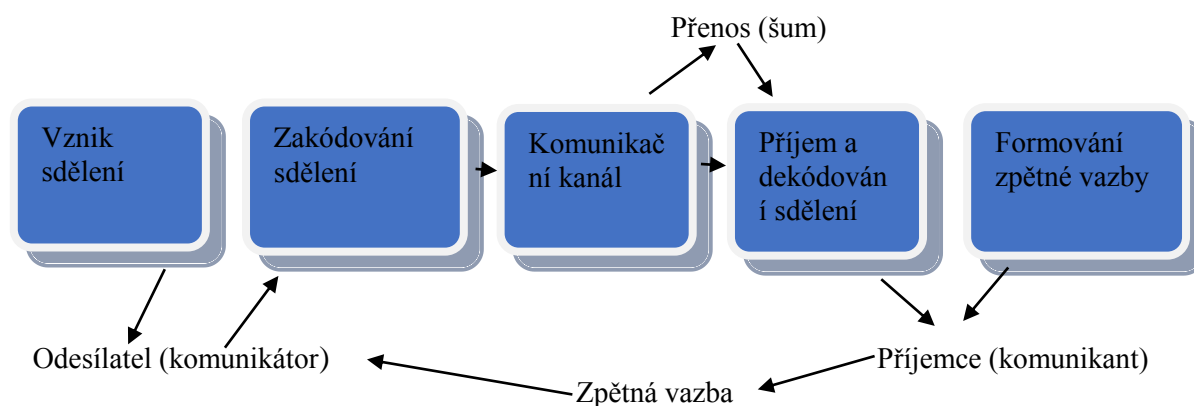 Přenos (šum)
Vznik
sdělení
Zakódování
sdělení
Komunikač
ní kanál
Příjem a
dekódován
í sdělení
Formování
zpětné vazby
Odesílatel (komunikátor)
Příjemce (komunikant)
Zpětná vazba